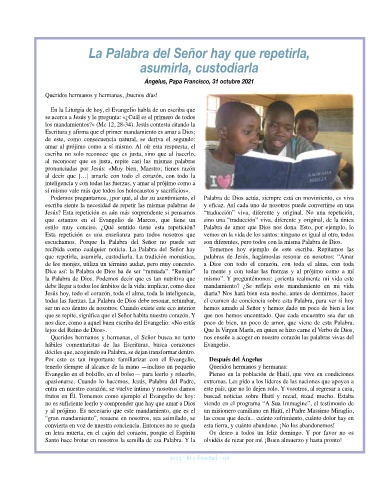 La Palabra del Señor hay que repetirla,
asumirla, custodiarla
Ángelus, Papa Francisco, 31 octubre 2021
Queridos hermanos y hermanas, ¡buenos días!
En la Liturgia de hoy, el Evangelio habla de un escriba que
se acerca a Jesús y le pregunta: «¿Cuál es el primero de todos
los mandamientos?» (Mc 12, 28-34). Jesús contesta citando la
Escritura y afirma que el primer mandamiento es amar a Dios;
de este, como consecuencia natural, se deriva el segundo:
amar al prójimo como a sí mismo. Al oír esta respuesta, el
escriba no solo reconoce que es justa, sino que al hacerlo,
al reconocer que es justa, repite casi las mismas palabras
pronunciadas por Jesús: «Muy bien, Maestro; tienes razón
al decir que [...] amarle con todo el corazón, con toda la
inteligencia y con todas las fuerzas, y amar al prójimo como a
sí mismo vale más que todos los holocaustos y sacrificios».
Podemos preguntarnos, ¿por qué, al dar su asentimiento, el
escriba siente la necesidad de repetir las mismas palabras de
Jesús? Esta repetición es aún más sorprendente si pensamos
que estamos en el Evangelio de Marcos, que tiene un
estilo muy conciso. ¿Qué sentido tiene esta repetición?
Esta repetición es una enseñanza para todos nosotros que
escuchamos. Porque la Palabra del Señor no puede ser
recibida como cualquier noticia. La Palabra del Señor hay
que repetirla, asumirla, custodiarla. La tradición monástica,
de los monjes, utiliza un término audaz, pero muy concreto.
Dice así: la Palabra de Dios ha de ser "rumiada". "Rumiar"
la Palabra de Dios. Podemos decir que es tan nutritiva que
debe llegar a todos los ámbitos de la vida: implicar, como dice
Jesús hoy, todo el corazón, toda el alma, toda la inteligencia,
todas las fuerzas. La Palabra de Dios debe resonar, retumbar,
ser un eco dentro de nosotros. Cuando existe este eco interior
que se repite, significa que el Señor habita nuestro corazón. Y
nos dice, como a aquel buen escriba del Evangelio: «No estás
lejos del Reino de Dios».
Queridos hermanos y hermanas, el Señor busca no tanto
hábiles comentaristas de las Escrituras, busca corazones
dóciles que, acogiendo su Palabra, se dejan transformar dentro.
Por esto es tan importante familiarizar con el Evangelio,
tenerlo siempre al alcance de la mano —incluso un pequeño
Evangelio en el bolsillo, en el bolso— para leerlo y releerlo,
apasionarse. Cuando lo hacemos, Jesús, Palabra del Padre,
entra en nuestro corazón, se vuelve íntimo y nosotros damos
frutos en Él. Tomemos como ejemplo el Evangelio de hoy:
no es suficiente leerlo y comprender que hay que amar a Dios
y al prójimo. Es necesario que este mandamiento, que es el
"gran mandamiento", resuene en nosotros, sea asimilado, se
convierta en voz de nuestra conciencia. Entonces no se queda
en letra muerta, en el cajón del corazón, porque el Espíritu
Santo hace brotar en nosotros la semilla de esa Palabra. Y la
Palabra de Dios actúa, siempre está en movimiento, es viva
y eficaz. Así cada uno de nosotros puede convertirse en una
"traducción" viva, diferente y original. No una repetición,
sino una "traducción" viva, diferente y original, de la única
Palabra de amor que Dios nos dona. Esto, por ejemplo, lo
vemos en la vida de los santos: ninguno es igual al otro, todos
son diferentes, pero todos con la misma Palabra de Dios.
Tomemos hoy ejemplo de este escriba. Repitamos las
palabras de Jesús, hagámoslas resonar en nosotros: "Amar
a Dios con todo el corazón, con toda el alma, con toda
la mente y con todas las fuerzas y al prójimo como a mí
mismo". Y preguntémonos: ¿orienta realmente mi vida este
mandamiento? ¿Se refleja este mandamiento en mi vida
diaria? Nos hará bien esta noche, antes de dormirnos, hacer
el examen de conciencia sobre esta Palabra, para ver si hoy
hemos amado al Señor y hemos dado un poco de bien a los
que nos hemos encontrado. Que cada encuentro sea dar un
poco de bien, un poco de amor, que viene de esta Palabra.
Que la Virgen María, en quien se hizo carne el Verbo de Dios,
nos enseñe a acoger en nuestro corazón las palabras vivas del
Evangelio.
Después del Ángelus
Queridos hermanos y hermanas:
Pienso en la población de Haití, que vive en condiciones
extremas. Les pido a los líderes de las naciones que apoyen a
este país, que no lo dejen solo. Y vosotros, al regresar a casa,
buscad noticias sobre Haití y rezad, rezad mucho. Estaba
viendo en el programa "A Sua Immagine", el testimonio de
un misionero camiliano en Haití, el Padre Massimo Miraglio,
las cosas que decía... cuánto sufrimiento, cuánto dolor hay en
esta tierra, y cuánto abandono. ¡No los abandonemos!
Os deseo a todos un feliz domingo. Y por favor no os
olvidéis de rezar por mí. ¡Buen almuerzo y hasta pronto!